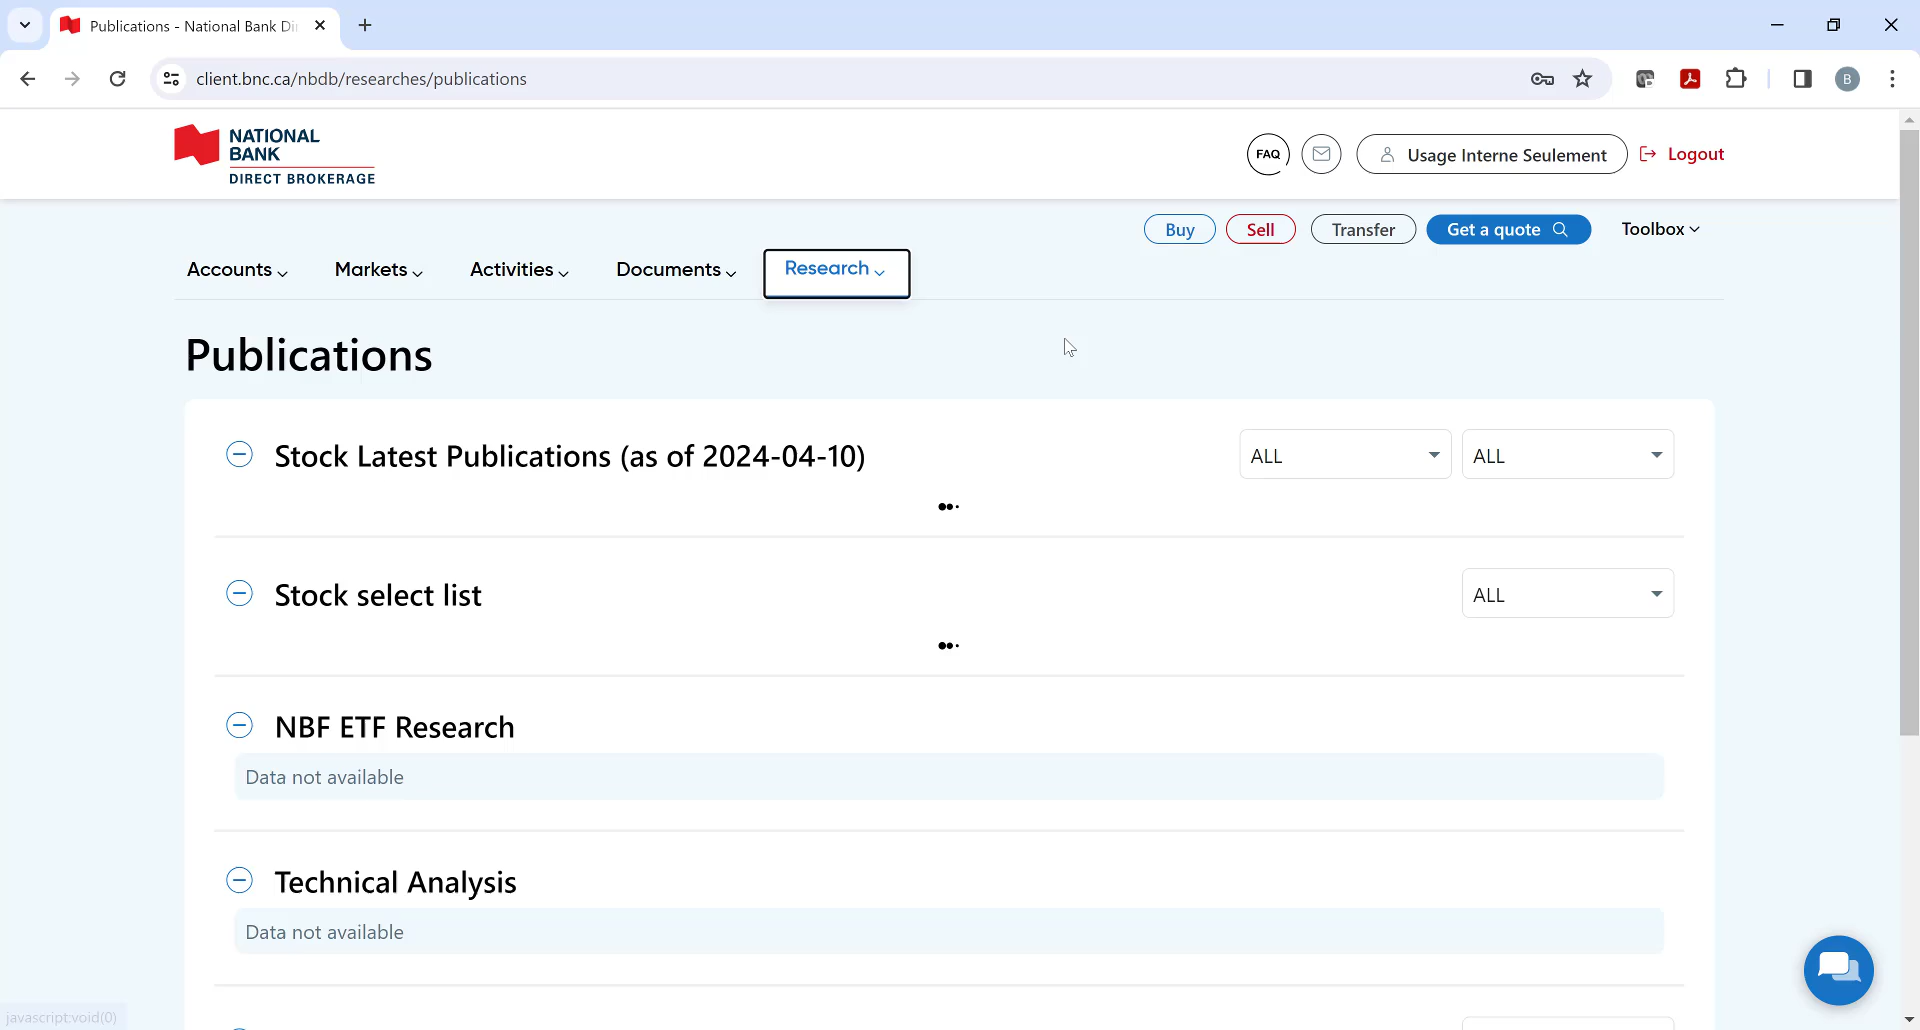 Publications - National Bank Di
client.bnc.ca/nbdb/researches/publications
B
NATIONAL
BANK
DIRECT BROKERAGE
FAQ
Usage Interne Seulement
Logout
Buy
Sell
Transfer
Get a quote
Toolbox
Accounts
Markets
Activities
Documents
Research
Publications
Stock Latest Publications (as of 2024-04-10)
ALL
ALL
Stock select list
ALL
NBF ETF Research
Data not available
Technical Analysis
Data not available
javascript:void(0)